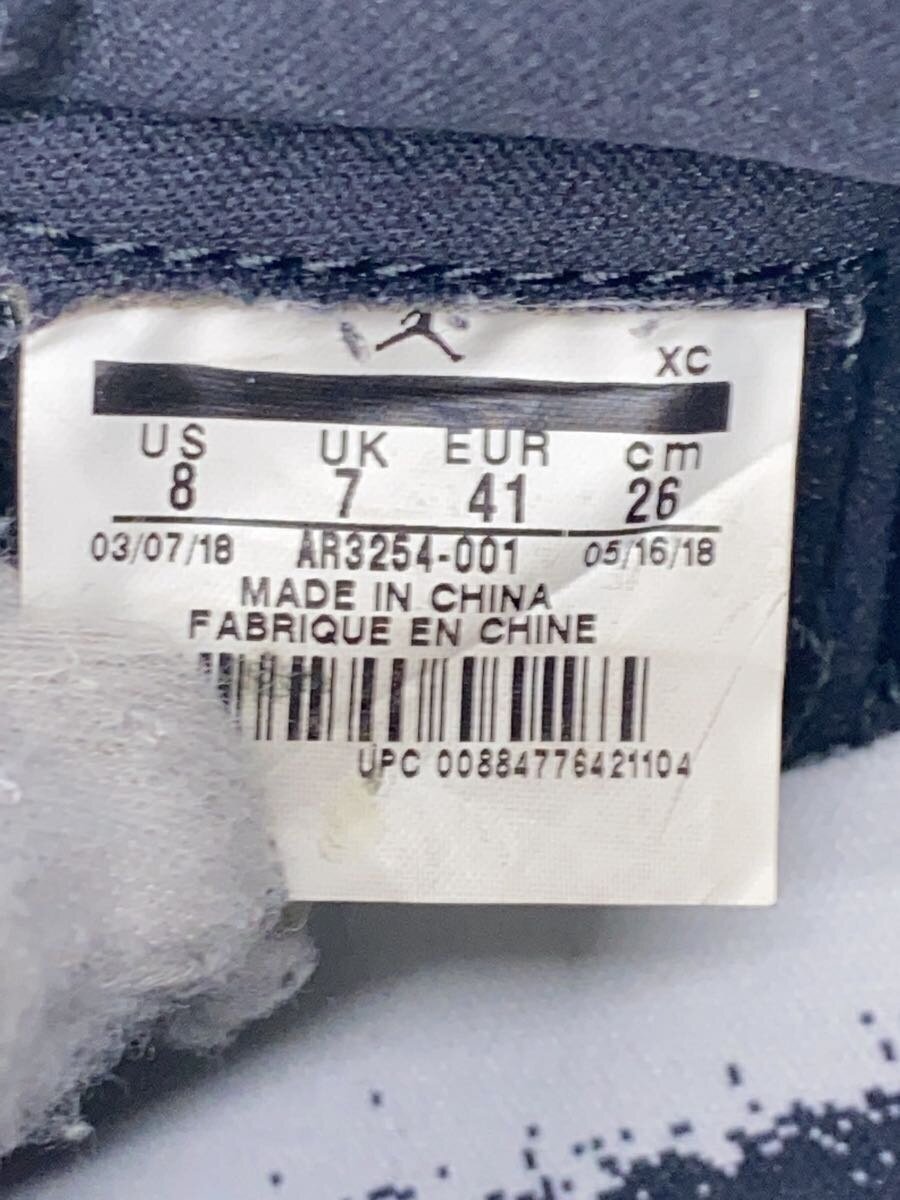 XC
US UK EUR cm
8 7 41 26
03/07/18 AR3254-001 05/16/18
MADE IN CHINA
FABRIQUE EN CHINE
UPC 00884776421104